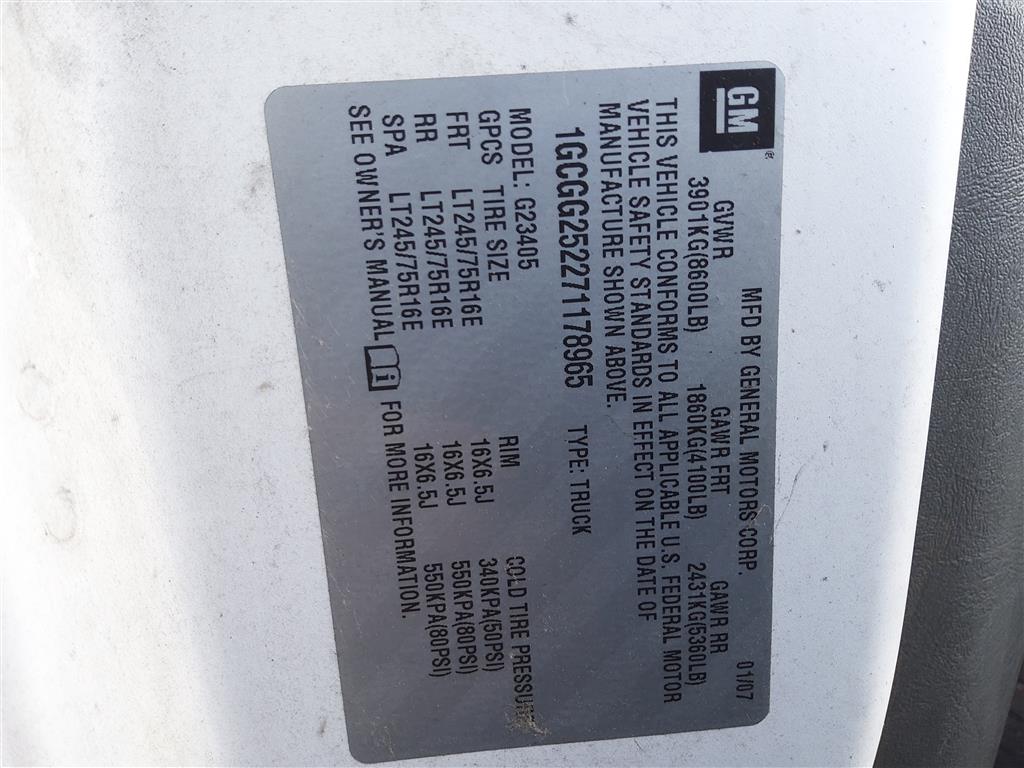 GM ®
MFD BY GENERAL MOTORS CORP. 01/07
GVWR GAWR FRT GAWR RR
3901KG(8600LB) 1860KG(4100LB) 2431KG(5360LB)
THIS VEHICLE CONFORMS TO ALL APPLICABLE U.S. FEDERAL MOTOR
VEHICLE SAFETY STANDARDS IN EFFECT ON THE DATE OF
MANUFACTURE SHOWN ABOVE.
1GCGG252271178965 TYPE: TRUCK
MODEL: G23405
GPCS TIRE SIZE RIM COLD TIRE PRESSURE
FRT LT245/75R16E 16X6.5J 340KPA(50PSI)
RR LT245/75R16E 16X6.5J 550KPA(80PSI)
SPA LT245/75R16E 16X6.5J 550KPA(80PSI)
SEE OWNER'S MANUAL i FOR MORE INFORMATION.